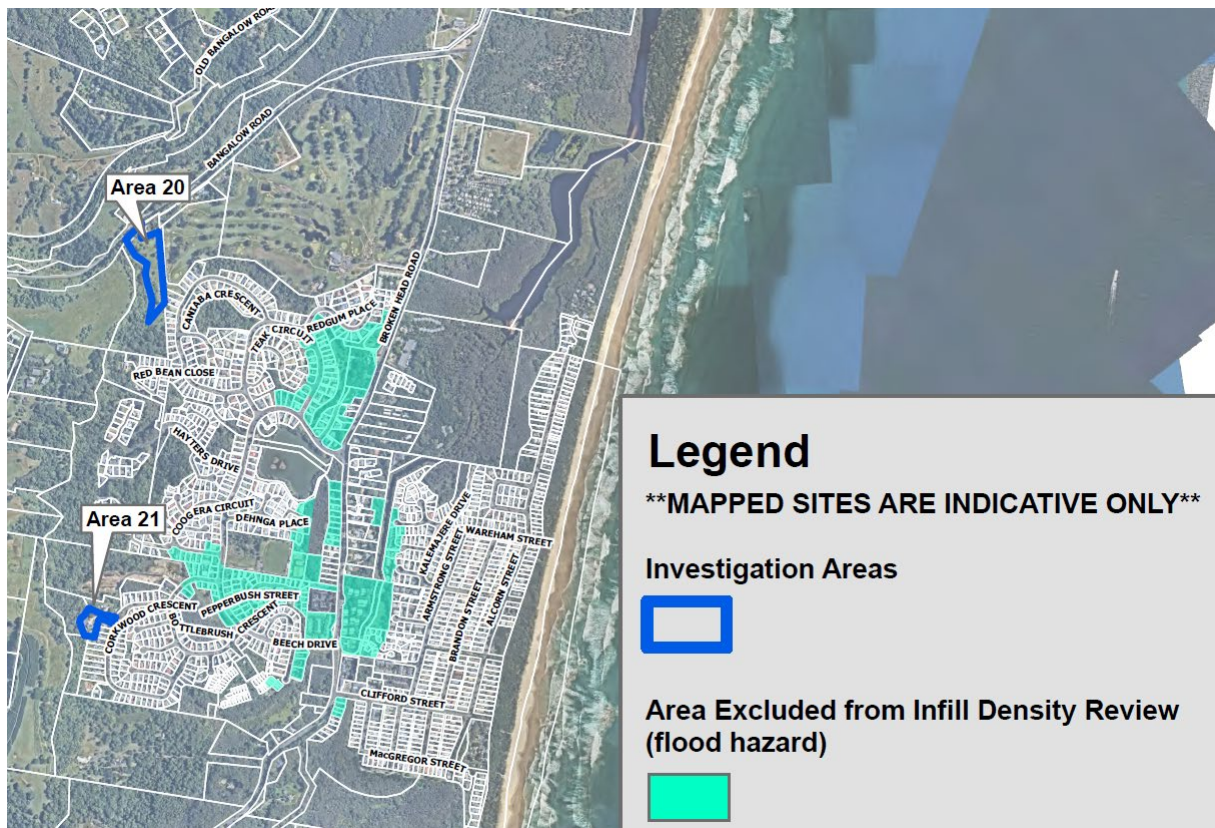 OLD BANGALOW ROAD
BANGALOW ROAD
Area 20
CANIABA CRESCENT
TEAK CIRCUIT
REDGUM PLACE
BROKEN HEAD ROAD
RED BEAN CLOSE
HAYTERS DRIVE
COOGERA CIRCUIT
DEHNGA PLACE
Area 21
KALEMAJERE DRIVE
WAREHAM STREET
ARMSTRONG STREET
ALCORN STREET
BRANDON STREET
CORKWOOD CRESCENT
PEPPERBUSH STREET
BOTTLEBRUSH CRESCENT
BEECH DRIVE
CLIFFORD STREET
MacGREGOR STREET
Legend
**MAPPED SITES ARE INDICATIVE ONLY**
Investigation Areas
Area Excluded from Infill Density Review
(flood hazard)